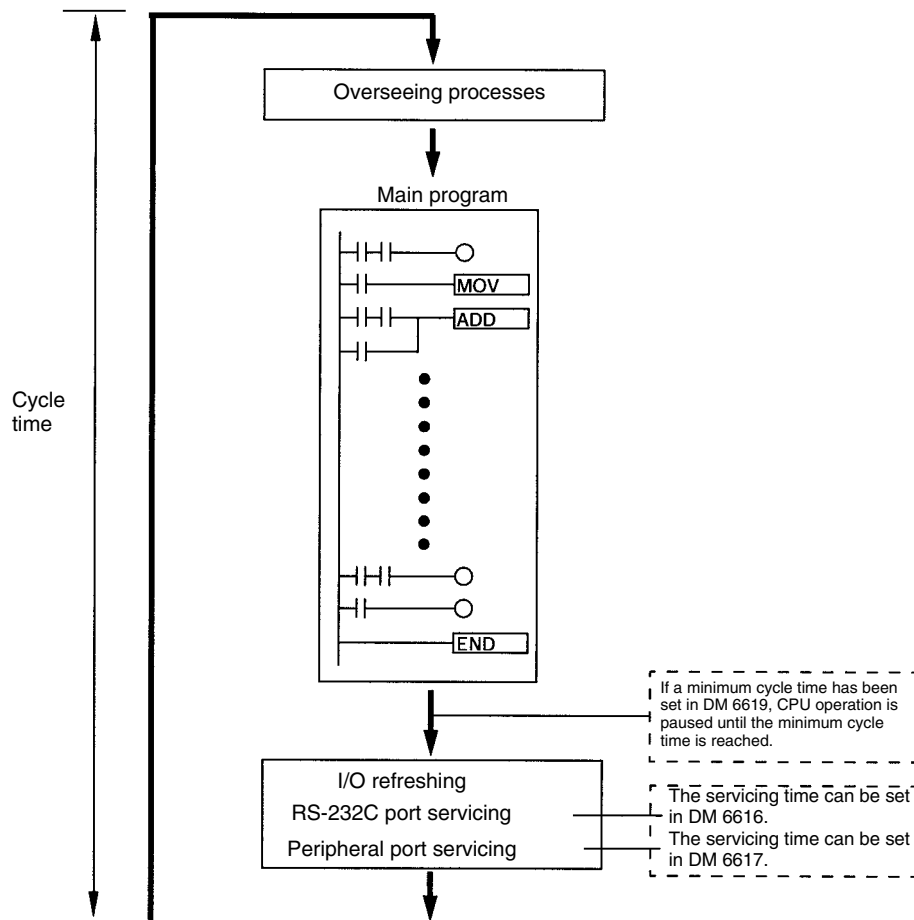 Overseeing processes
Main program
MOV
ADD
Cycle
time
END
If a minimum cycle time has been
set in DM 6619, CPU operation is
paused until the minimum cycle
time is reached.
I/O refreshing
RS-232C port servicing
Peripheral port servicing
The servicing time can be set
in DM 6616.
The servicing time can be set
in DM 6617.